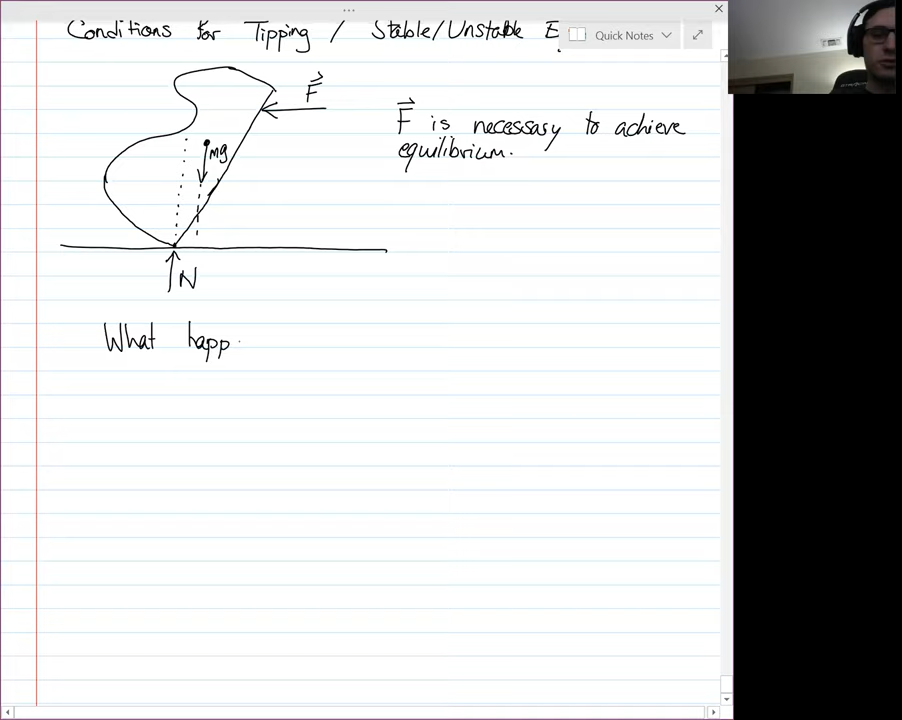 Conditions for Tipping / Stable/Unstable E
Quick Notes
F
F is necessary to achieve
equilibrium.
mg
N
What happ